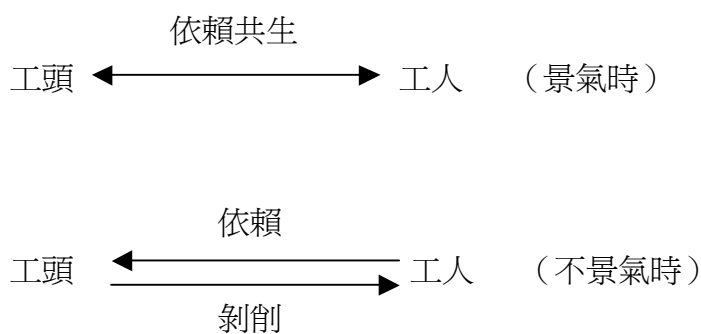 依賴共生
工頭 工人 （景氣時）
依賴
工頭 工人 （不景氣時）
剝削